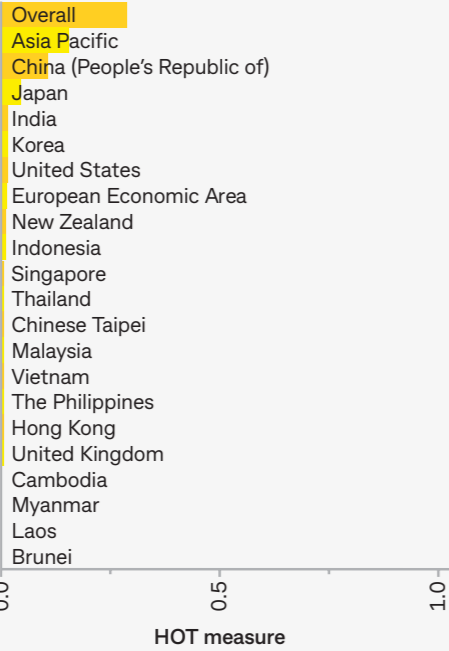 Overall
Asia Pacific
China (People's Republic of)
Japan
India
Korea
United States
European Economic Area
New Zealand
Indonesia
Singapore
Thailand
Chinese Taipei
Malaysia
Vietnam
The Philippines
Hong Kong
United Kingdom
Cambodia
Myanmar
Laos
Brunei
0.0
0.5
1.0
HOT measure